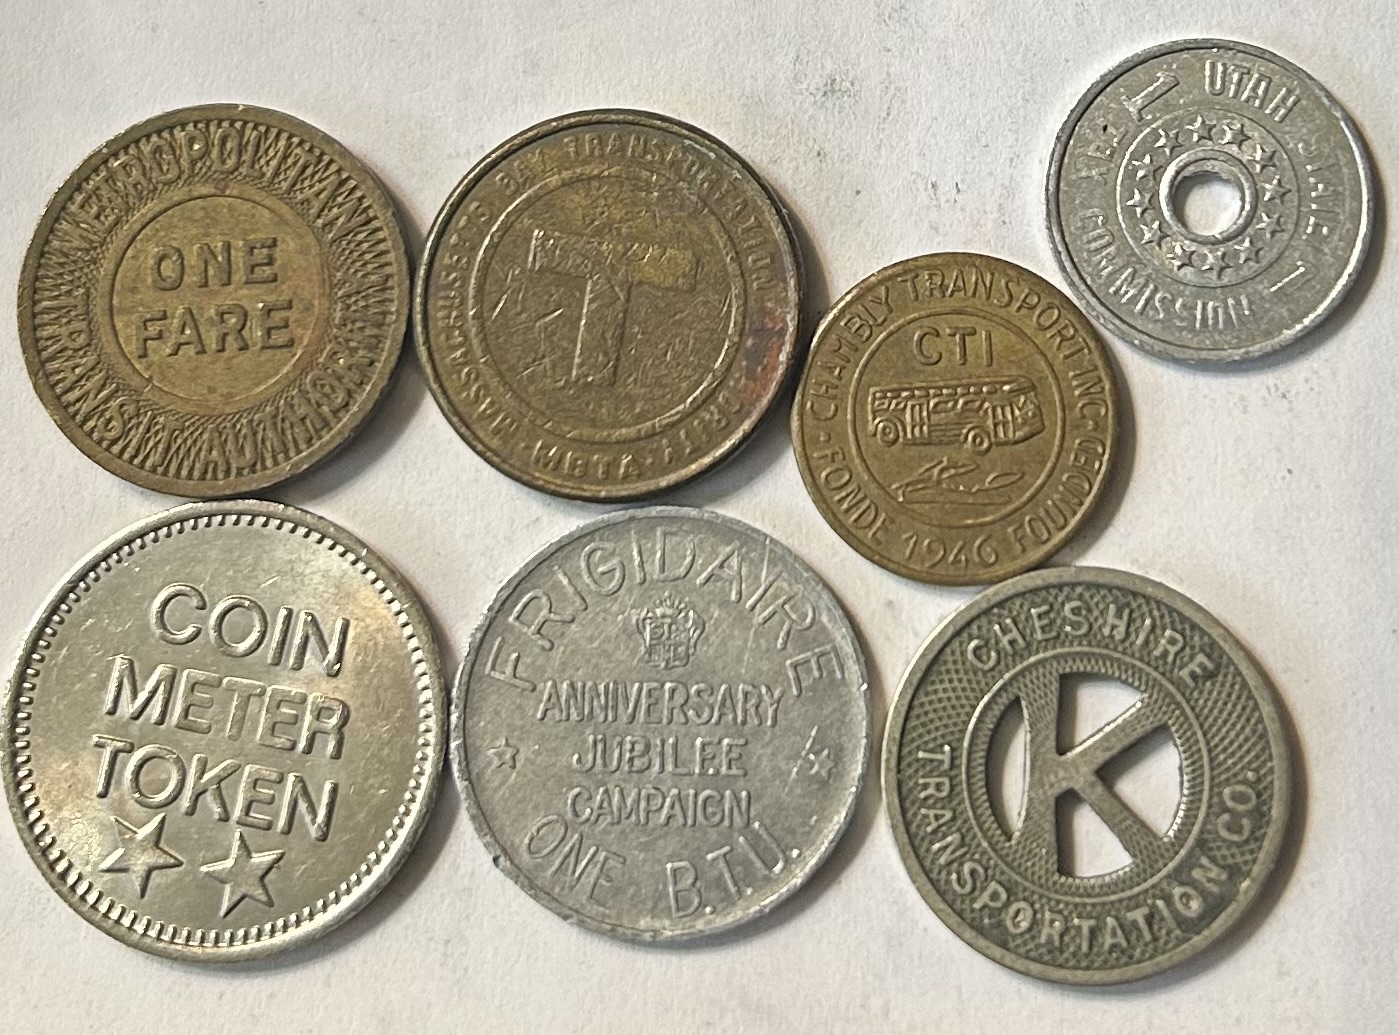 METROPOLITAN
ONE
FARE
TRANSIT AUTHORITY
MASSACHUSETTS BAY TRANSPORTATION AUTHORITY
T
· MBTA ·
· CHAMBLY TRANSPORT INC ·
CTI
FONDE 1946 FOUNDED
1 UTAH STATE 1
TAX COMMISSION
COIN
METER
TOKEN
FRIGIDAIRE
ANNIVERSARY
JUBILEE
CAMPAIGN
ONE B.T.U.
CHESHIRE
K
TRANSPORTATION CO.